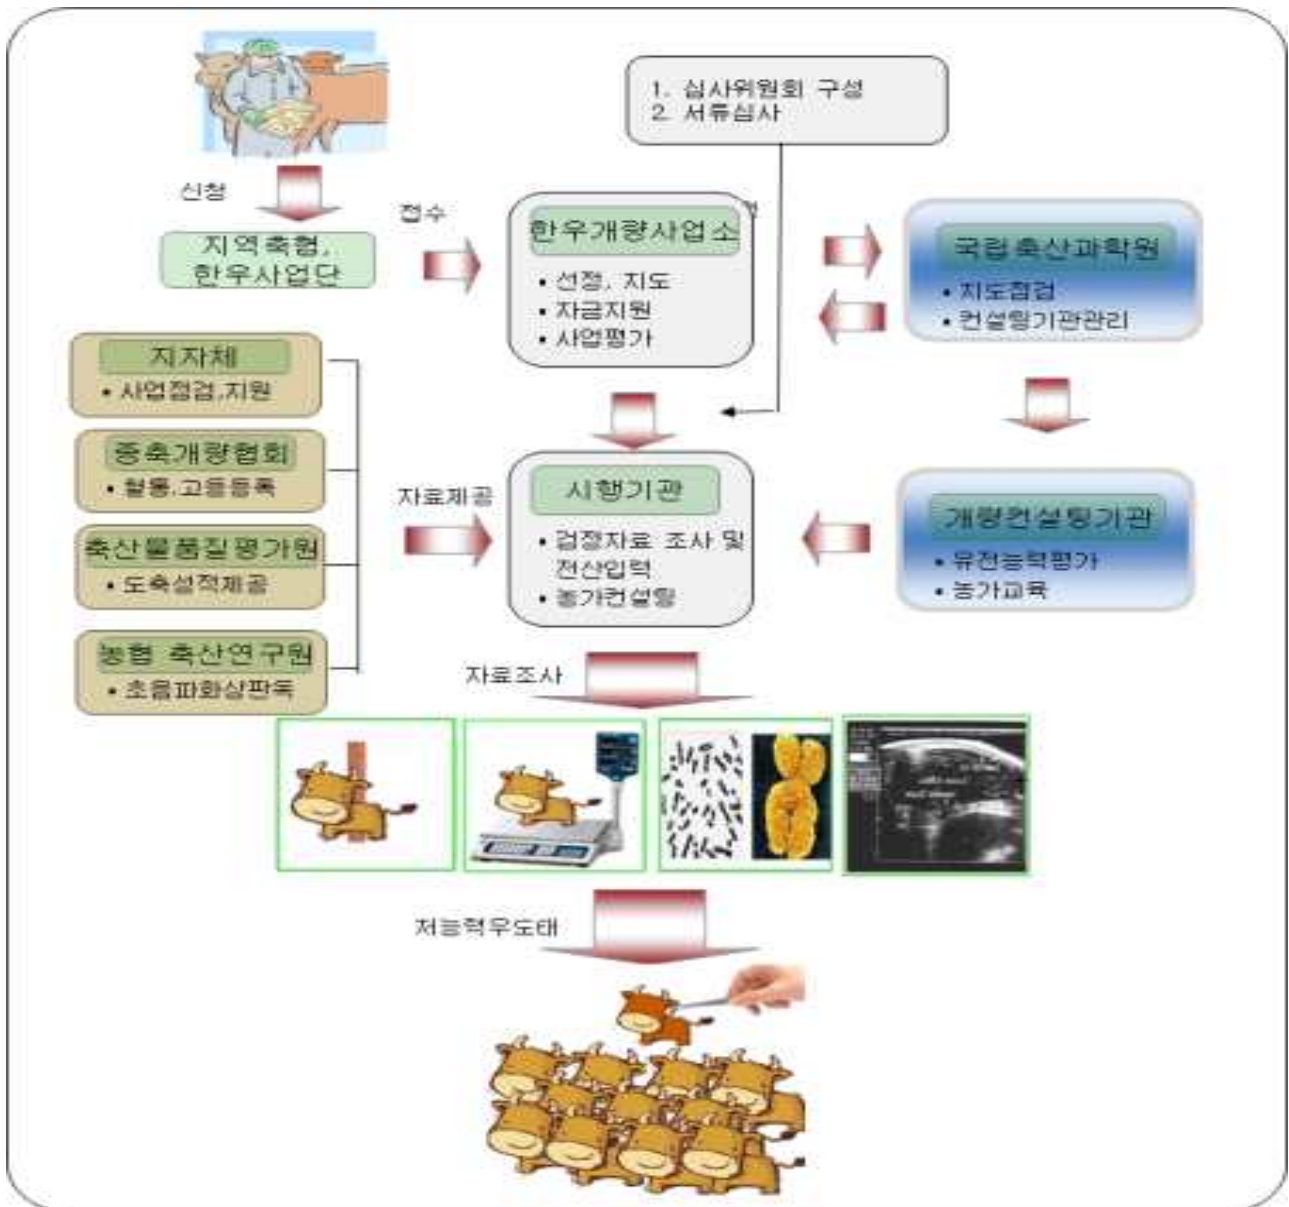 1. 심사위원회 구성
2. 서류심사
신청
접수
지역축협,
한우사업단
한우개량사업소
• 선정, 지도
• 자금지원
• 사업평가
국립축산과학원
• 지도점검
• 컨설팅기관관리
지자체
• 사업점검,지원
종축개량협회
• 혈통,고등등록
축산물품질평가원
• 도축성적제공
농협 축산연구원
• 초음파화상판독
자료제공
시행기관
• 검정자료 조사 및
전산입력
• 농가컨설팅
개량컨설팅기관
• 유전능력평가
• 농가교육
자료조사
저능력우도태